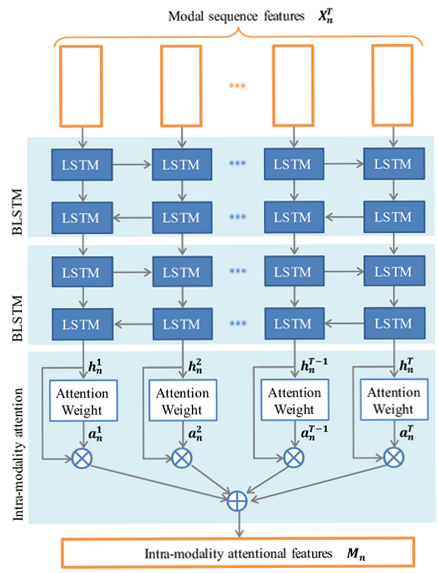 Modal sequence features X_n^T
...
LSTM LSTM ... LSTM LSTM
BLSTM
LSTM LSTM ... LSTM LSTM
LSTM LSTM ... LSTM LSTM
BLSTM
LSTM LSTM ... LSTM LSTM
Intra-modality attention
h_n^1 h_n^2 h_n^{T-1} h_n^T
Attention Attention Attention Attention
Weight Weight Weight Weight
a_n^1 a_n^2 a_n^{T-1} a_n^T
Intra-modality attentional features M_n